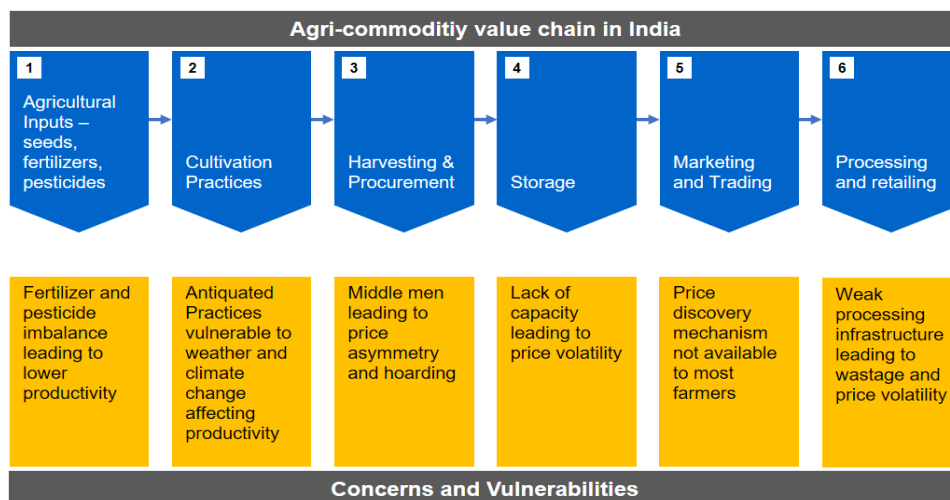 Agri-commoditiy value chain in India
1
Agricultural
Inputs –
seeds,
fertilizers,
pesticides
2
Cultivation
Practices
3
Harvesting &
Procurement
4
Storage
5
Marketing
and Trading
6
Processing
and retailing
Fertilizer and
pesticide
imbalance
leading to
lower
productivity
Antiquated
Practices
vulnerable to
weather and
climate
change
affecting
productivity
Middle men
leading to
price
asymmetry
and hoarding
Lack of
capacity
leading to
price volatility
Price
discovery
mechanism
not available
to most
farmers
Weak
processing
infrastructure
leading to
wastage and
price volatility
Concerns and Vulnerabilities